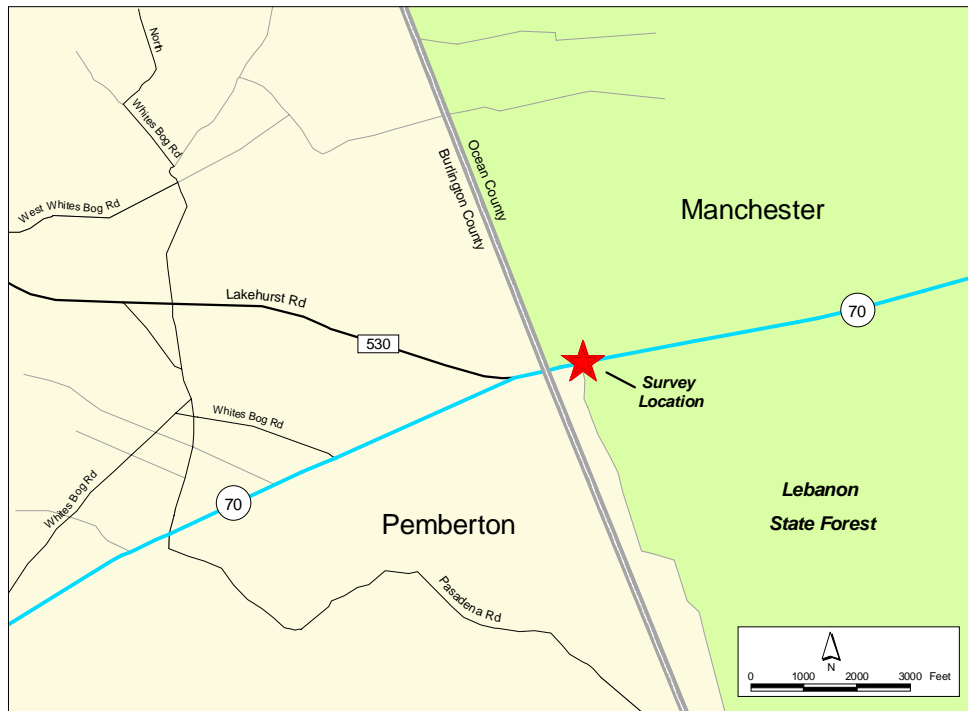 North
Whites Bog Rd
West Whites Bog Rd
Ocean County
Burlington County
Manchester
Lakehurst Rd
530
70
Survey
Location
Whites Bog Rd
Whites Bog Rd
70
Pemberton
Lebanon
State Forest
Pasadena Rd
N
0 1000 2000 3000 Feet